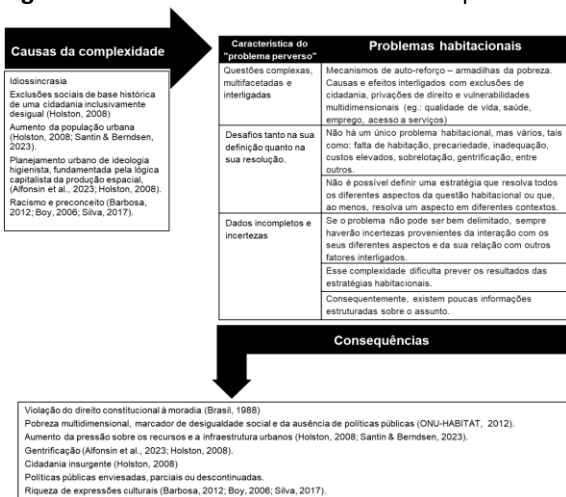 Causas da complexidade
Idiossincrasia
Exclusões sociais de base histórica
de uma cidadania inclusivamente
desigual (Holston, 2008)
Aumento da população urbana
(Holston, 2008; Santin & Berndsen,
2023).
Planejamento urbano de ideologia
higienista, fundamentada pela lógica
capitalista da produção espacial,
(Alfonsin et al., 2023; Holston, 2008).
Racismo e preconceito (Barbosa,
2012; Boy, 2006; Silva, 2017).
Característica do
"problema perverso"
Problemas habitacionais
Questões complexas,
multifacetadas e
interligadas
Mecanismos de auto-reforço – armadilhas da pobreza.
Causas e efeitos interligados com exclusões de
cidadania, privações de direito e vulnerabilidades
multidimensionais (eg.: qualidade de vida, saúde,
emprego, acesso a serviços)
Desafios tanto na sua
definição quanto na
sua resolução.
Não há um único problema habitacional, mas vários, tais
como: falta de habitação, precariedade, inadequação,
custos elevados, sobrelotação, gentrificação, entre
outros.
Não é possível definir uma estratégia que resolva todos
os diferentes aspectos da questão habitacional ou que,
ao menos, resolva um aspecto em diferentes contextos.
Dados incompletos e
incertezas
Se o problema não pode ser bem delimitado, sempre
haverão incertezas provenientes da interação com os
seus diferentes aspectos e da sua relação com outros
fatores interligados.
Esse complexidade dificulta prever os resultados das
estratégias habitacionais.
Consequentemente, existem poucas informações
estruturadas sobre o assunto.
Consequências
Violação do direito constitucional à moradia (Brasil, 1988)
Pobreza multidimensional, marcador de desigualdade social e da ausência de políticas públicas (ONU-HABITAT, 2012).
Aumento da pressão sobre os recursos e a infraestrutura urbanos (Holston, 2008; Santin & Berndsen, 2023).
Gentrificação (Alfonsin et al., 2023; Holston, 2008).
Cidadania insurgente (Holston, 2008)
Políticas públicas enviesadas, parciais ou descontinuadas.
Riqueza de expressões culturais (Barbosa, 2012; Boy, 2006; Silva, 2017).